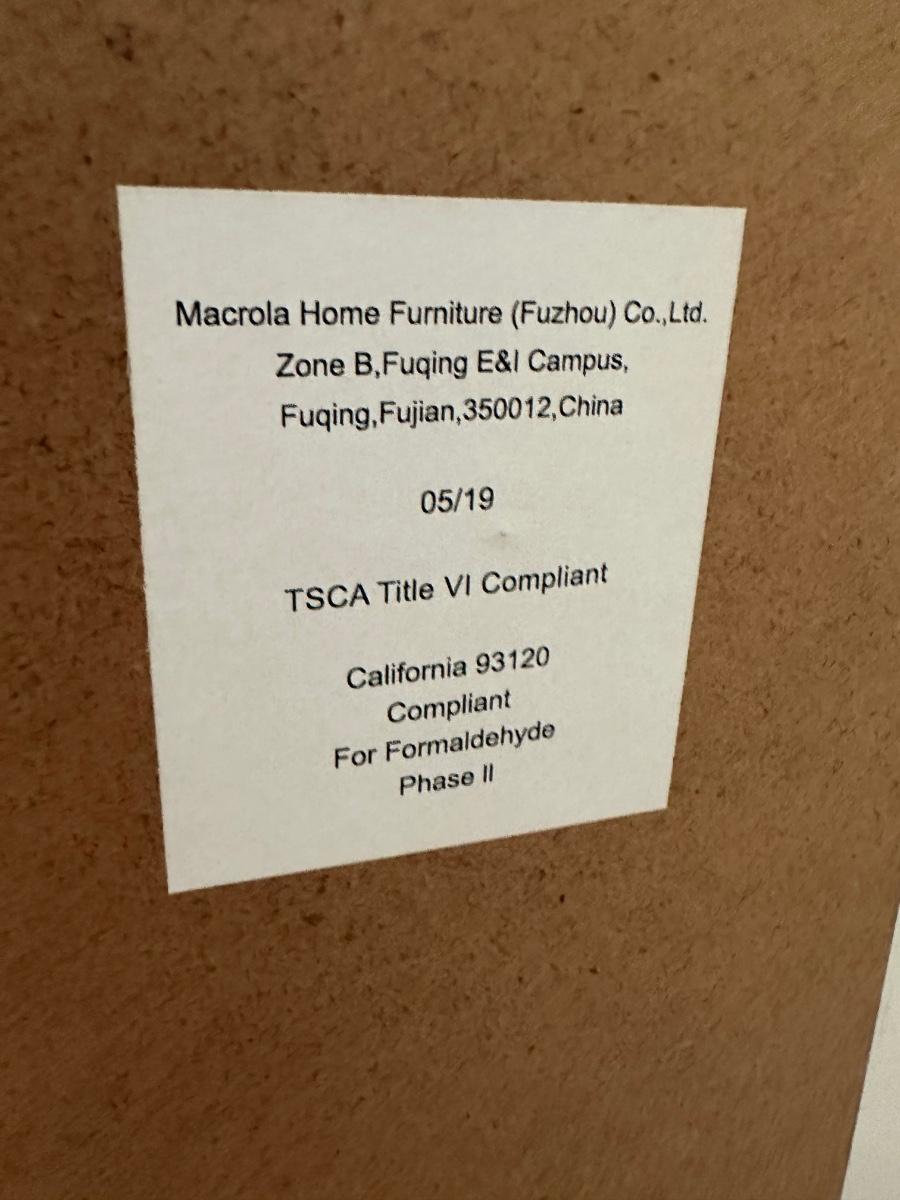 Macrola Home Furniture (Fuzhou) Co.,Ltd.
Zone B,Fuqing E&I Campus,
Fuqing,Fujian,350012,China
05/19
TSCA Title VI Compliant
California 93120
Compliant
For Formaldehyde
Phase II